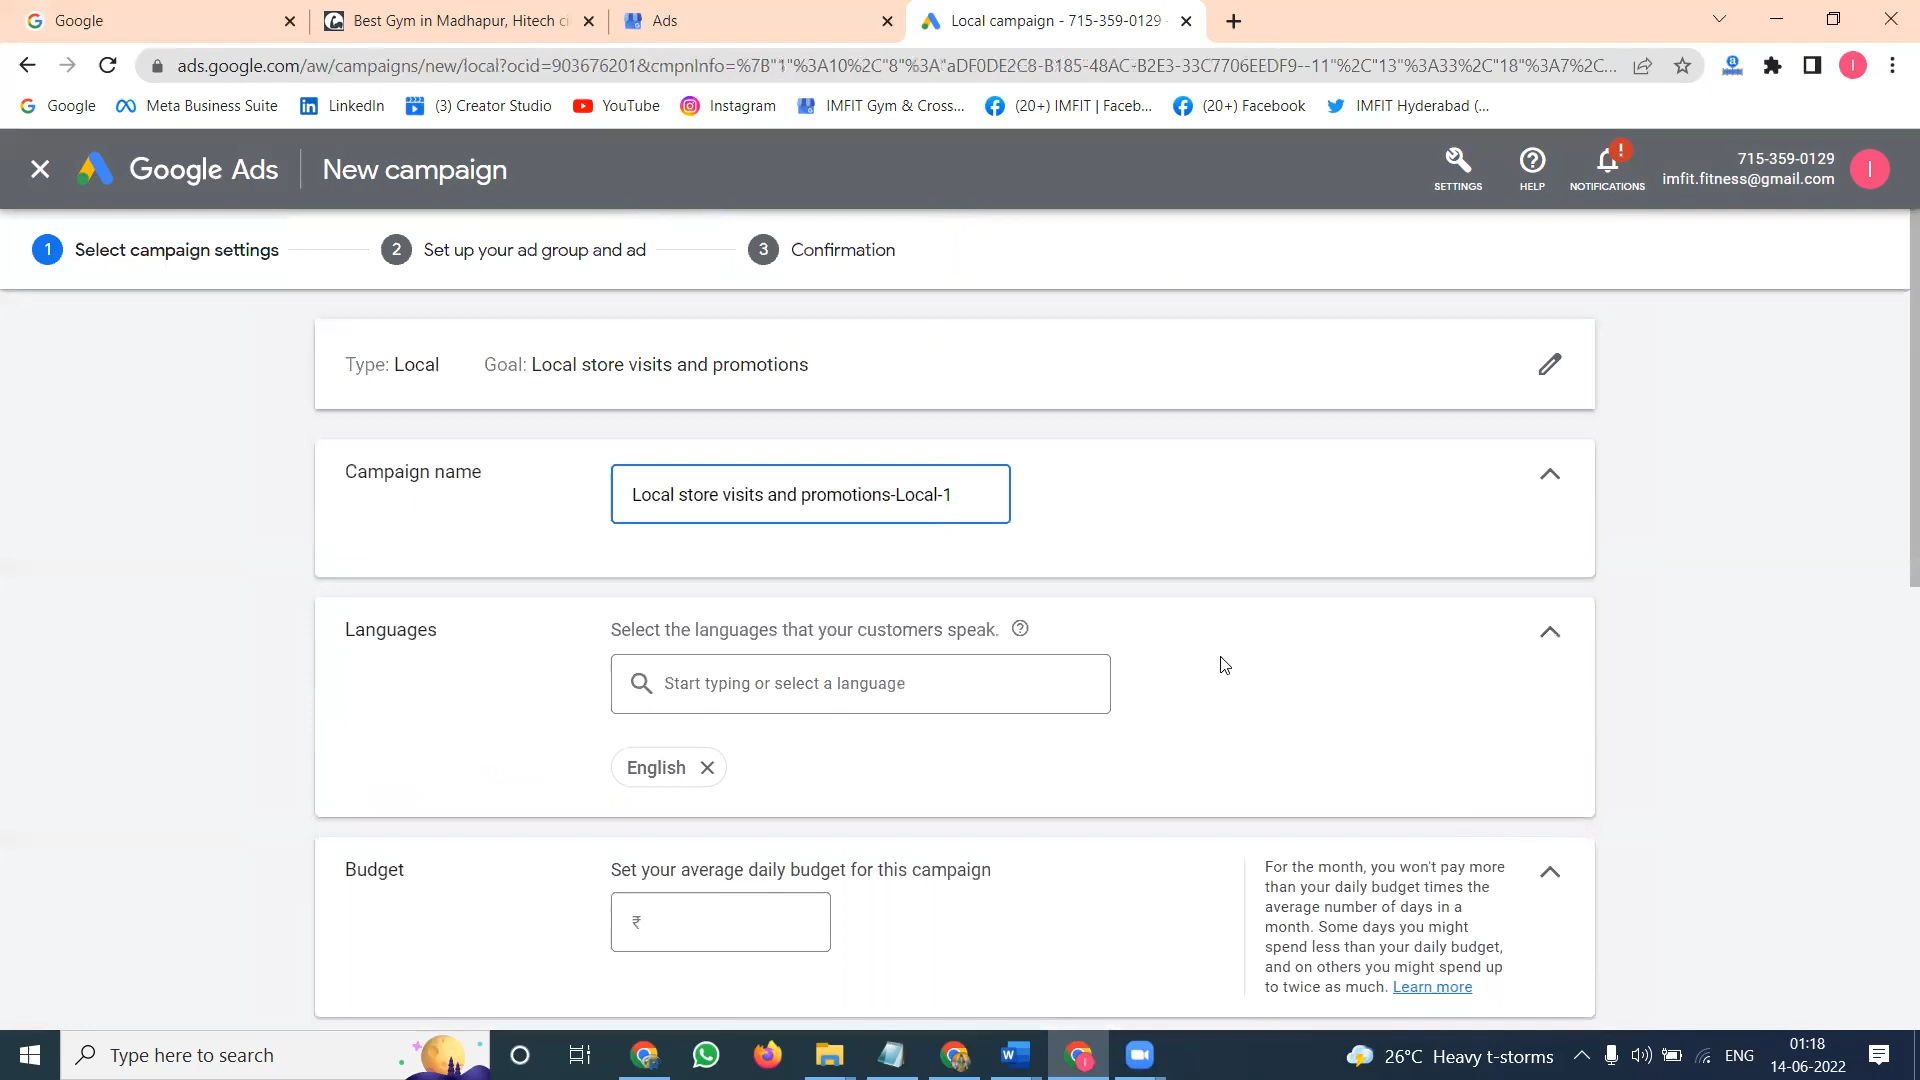 Google
Best Gym in Madhapur, Hitech ci
Ads
Local campaign - 715-359-0129 -
ads.google.com/aw/campaigns/new/local?ocid=903676201&cmpnInfo=%7B"1"%3A10%2C"8"%3A"aDF0DE2C8-B185-48AC-B2E3-33C7706EEDF9--11"%2C"13"%3A33%2C"18"%3A7%2C...
Google
Meta Business Suite
LinkedIn
(3) Creator Studio
YouTube
Instagram
IMFIT Gym & Cross...
(20+) IMFIT | Faceb...
(20+) Facebook
IMFIT Hyderabad (...
Google Ads
New campaign
SETTINGS
HELP
NOTIFICATIONS
715-359-0129
imfit.fitness@gmail.com
I
1 Select campaign settings
2 Set up your ad group and ad
3 Confirmation
Type: Local
Goal: Local store visits and promotions
Campaign name
Local store visits and promotions-Local-1
Languages
Select the languages that your customers speak.
Start typing or select a language
English
Budget
Set your average daily budget for this campaign
₹
For the month, you won't pay more
than your daily budget times the
average number of days in a
month. Some days you might
spend less than your daily budget,
and on others you might spend up
to twice as much. Learn more
Type here to search
26°C Heavy t-storms
ENG
01:18
14-06-2022